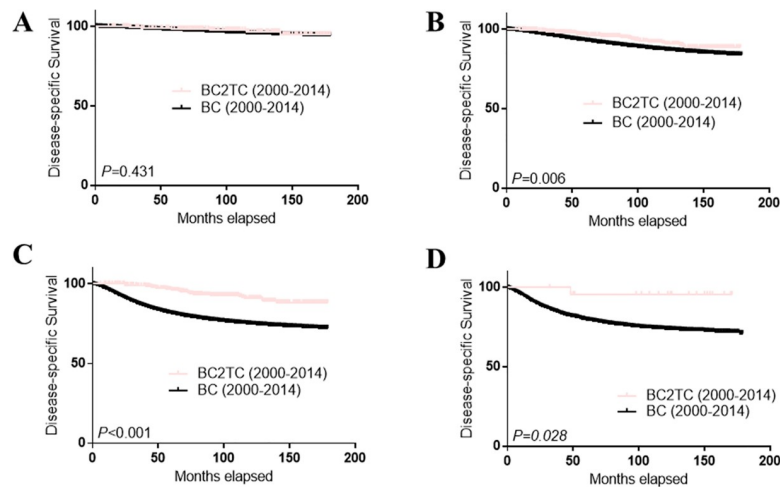 A
Disease-specific Survival
100
50
0
BC2TC (2000-2014)
BC (2000-2014)
P=0.431
0 50 100 150 200
Months elapsed
B
Disease-specific Survival
100
50
0
BC2TC (2000-2014)
BC (2000-2014)
P=0.006
0 50 100 150 200
Months elapsed
C
Disease-specific Survival
100
50
0
BC2TC (2000-2014)
BC (2000-2014)
P<0.001
0 50 100 150 200
Months elapsed
D
Disease-specific Survival
100
50
0
BC2TC (2000-2014)
BC (2000-2014)
P=0.028
0 50 100 150 200
Months elapsed